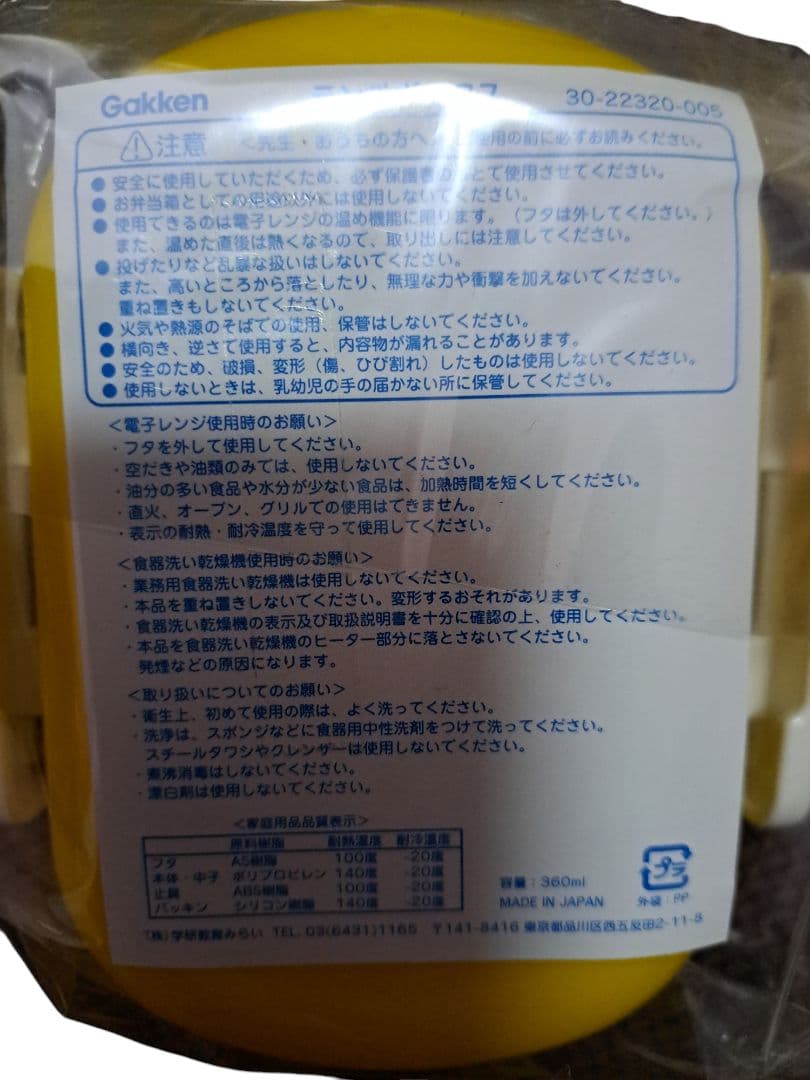 Gakken 30-22320-005
注意 <先生・おうちの方へ 使用の前に必ずお読みください。
●安全に使用していただくため、必ず保護者のもとで使用させてください。
●お弁当箱としての用途以外には使用しないでください。
●使用できるのは電子レンジの温め機能に限ります。(フタは外してください。)
また、温めた直後は熱くなるので、取り出しには注意してください。
●投げたりなど乱暴な扱いはしないでください。
また、高いところから落としたり、無理な力や衝撃を加えないでください。
重ね置きもしないでください。
●火気や熱源のそばでの使用、保管はしないでください。
●横向き、逆さで使用すると、内容物が漏れることがあります。
●安全のため、破損、変形(傷、ひび割れ)したものは使用しないでください。
●使用しないときは、乳幼児の手の届かない所に保管してください。
<電子レンジ使用時のお願い>
・フタを外して使用してください。
・空だきや油類のみでは、使用しないでください。
・油分の多い食品や水分が少ない食品は、加熱時間を短くしてください。
・直火、オーブン、グリルでの使用はできません。
・表示の耐熱・耐冷温度を守って使用してください。
<食器洗い乾燥機使用時のお願い>
・業務用食器洗い乾燥機は使用しないでください。
・本品を重ね置きしないでください。変形するおそれがあります。
・食器洗い乾燥機の表示及び取扱説明書を十分に確認の上、使用してください。
・本品を食器洗い乾燥機のヒーター部分に落とさないでください。
発煙などの原因になります。
<取り扱いについてのお願い>
・衛生上、初めて使用の際は、よく洗ってください。
・洗浄は、スポンジなどに食器用中性洗剤をつけて洗ってください。
スチールタワシやクレンザーは使用しないでください。
・煮沸消毒はしないでください。
・漂白剤は使用しないでください。
<家庭用品品質表示>
原料樹脂 耐熱温度 耐冷温度
フタ AS樹脂 100度 -20度
本体・中子 ポリプロピレン 140度 -20度
止具 ABS樹脂 100度 -20度
パッキン シリコン樹脂 140度 -20度
容量：360ml
MADE IN JAPAN
プラ
外装：PP
(株)学研教育みらい TEL. 03(6431)1165 〒141-8416 東京都品川区西五反田2-11-8